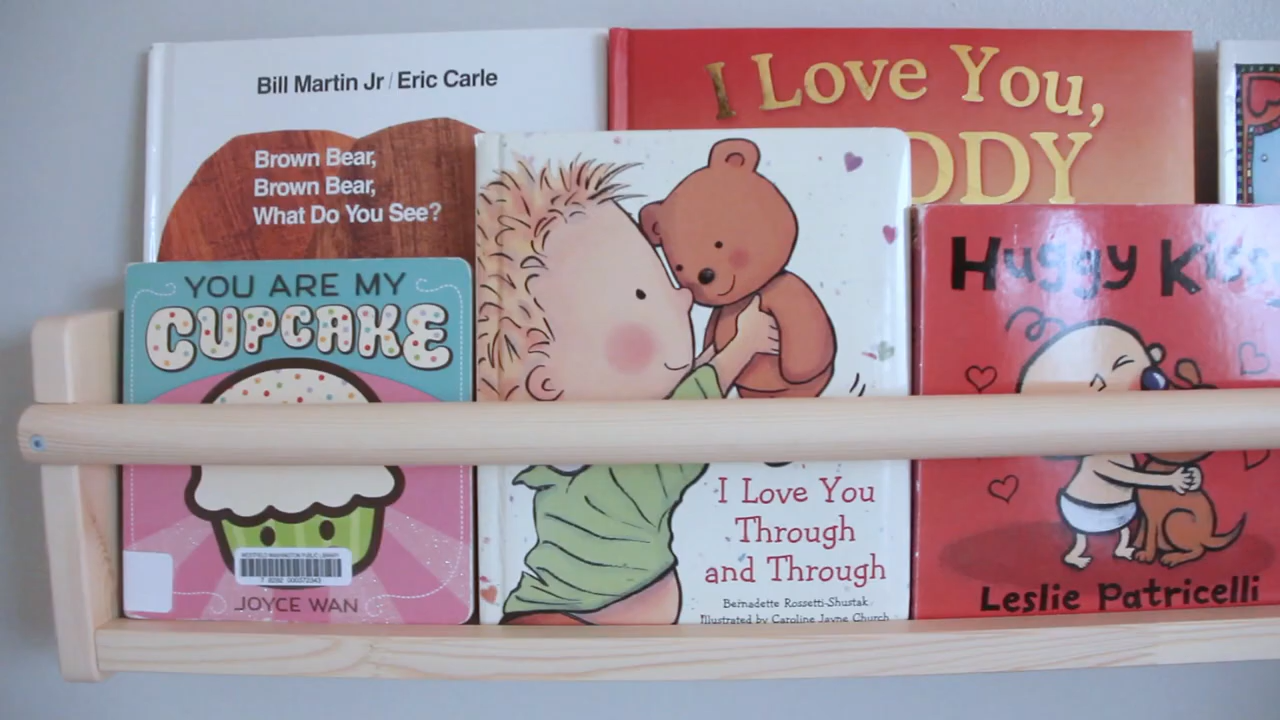 Bill Martin Jr / Eric Carle
Brown Bear,
Brown Bear,
What Do You See?
I Love You,
YOU ARE MY
CUPCAKE
JOYCE WAN
I Love You
Through
and Through
Bernadette Rossetti-Shustak
Illustrated by Caroline Jayne Church
Huggy
Leslie Patricelli